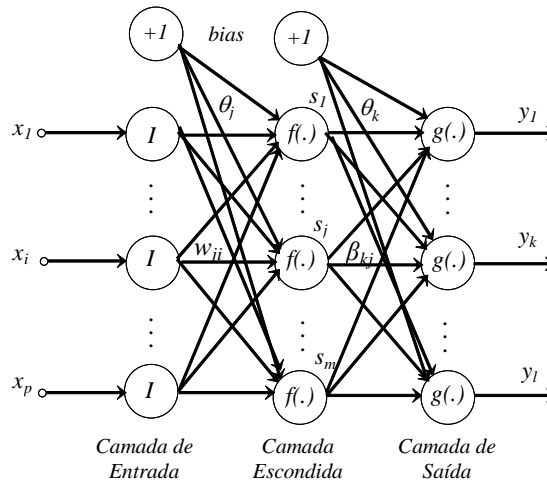 +1 bias +1
θj s1 θk
x1 I f(.) g(.) y1
sj
xi I wji f(.) βkj g(.) yk
sm
xp I f(.) g(.) yl
Camada de Entrada
Camada Escondida
Camada de Saída